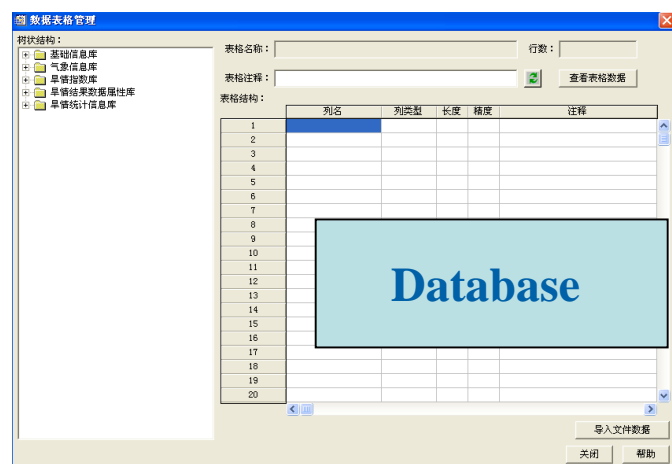 数据表格管理
树状结构：
基础信息库
气象信息库
旱情指数库
旱情结果数据属性库
旱情统计信息库
表格名称：
行数：
表格注释：
查看表格数据
表格结构：
列名 列类型 长度 精度 注释
1
2
3
4
5
6
7
8
9
10
11
12
13
14
15
16
17
18
19
20
Database
导入文件数据
关闭 帮助